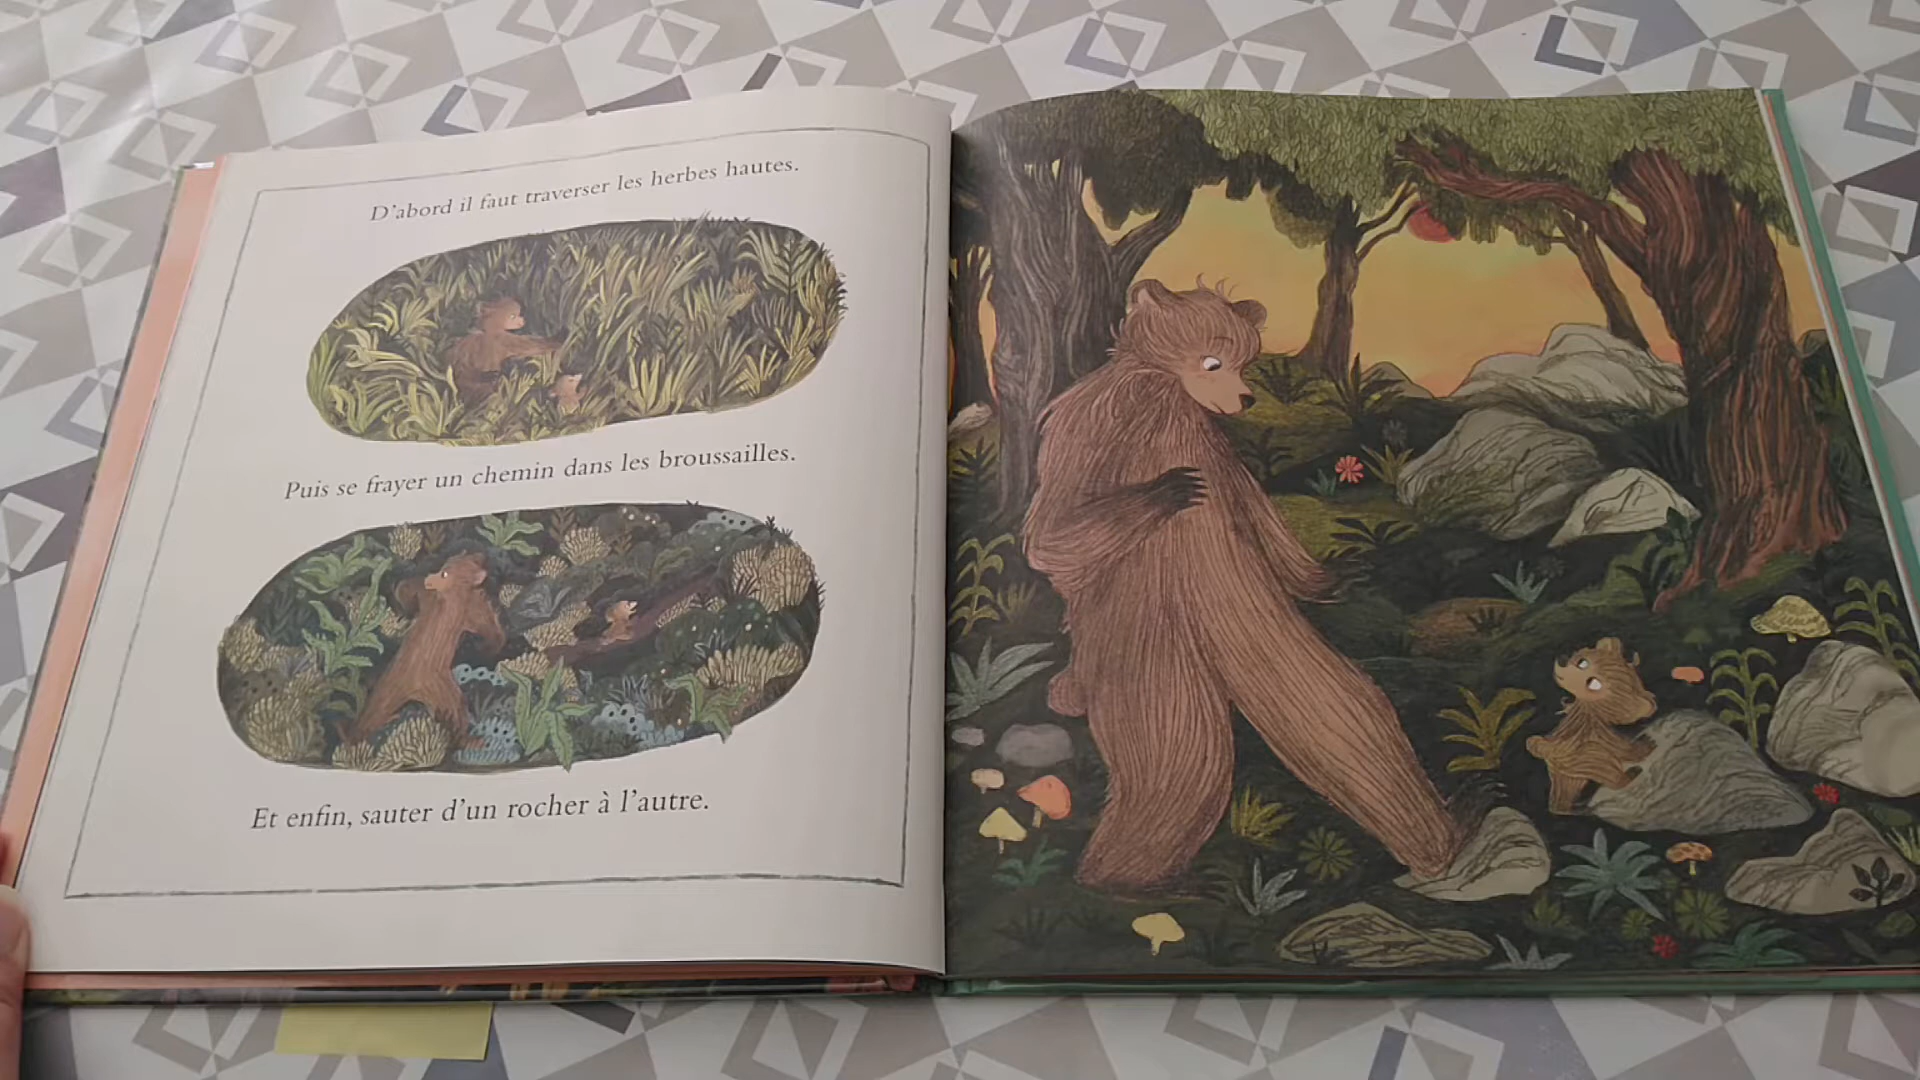 D'abord il faut traverser les herbes hautes.
Puis se frayer un chemin dans les broussailles.
Et enfin, sauter d'un rocher à l'autre.